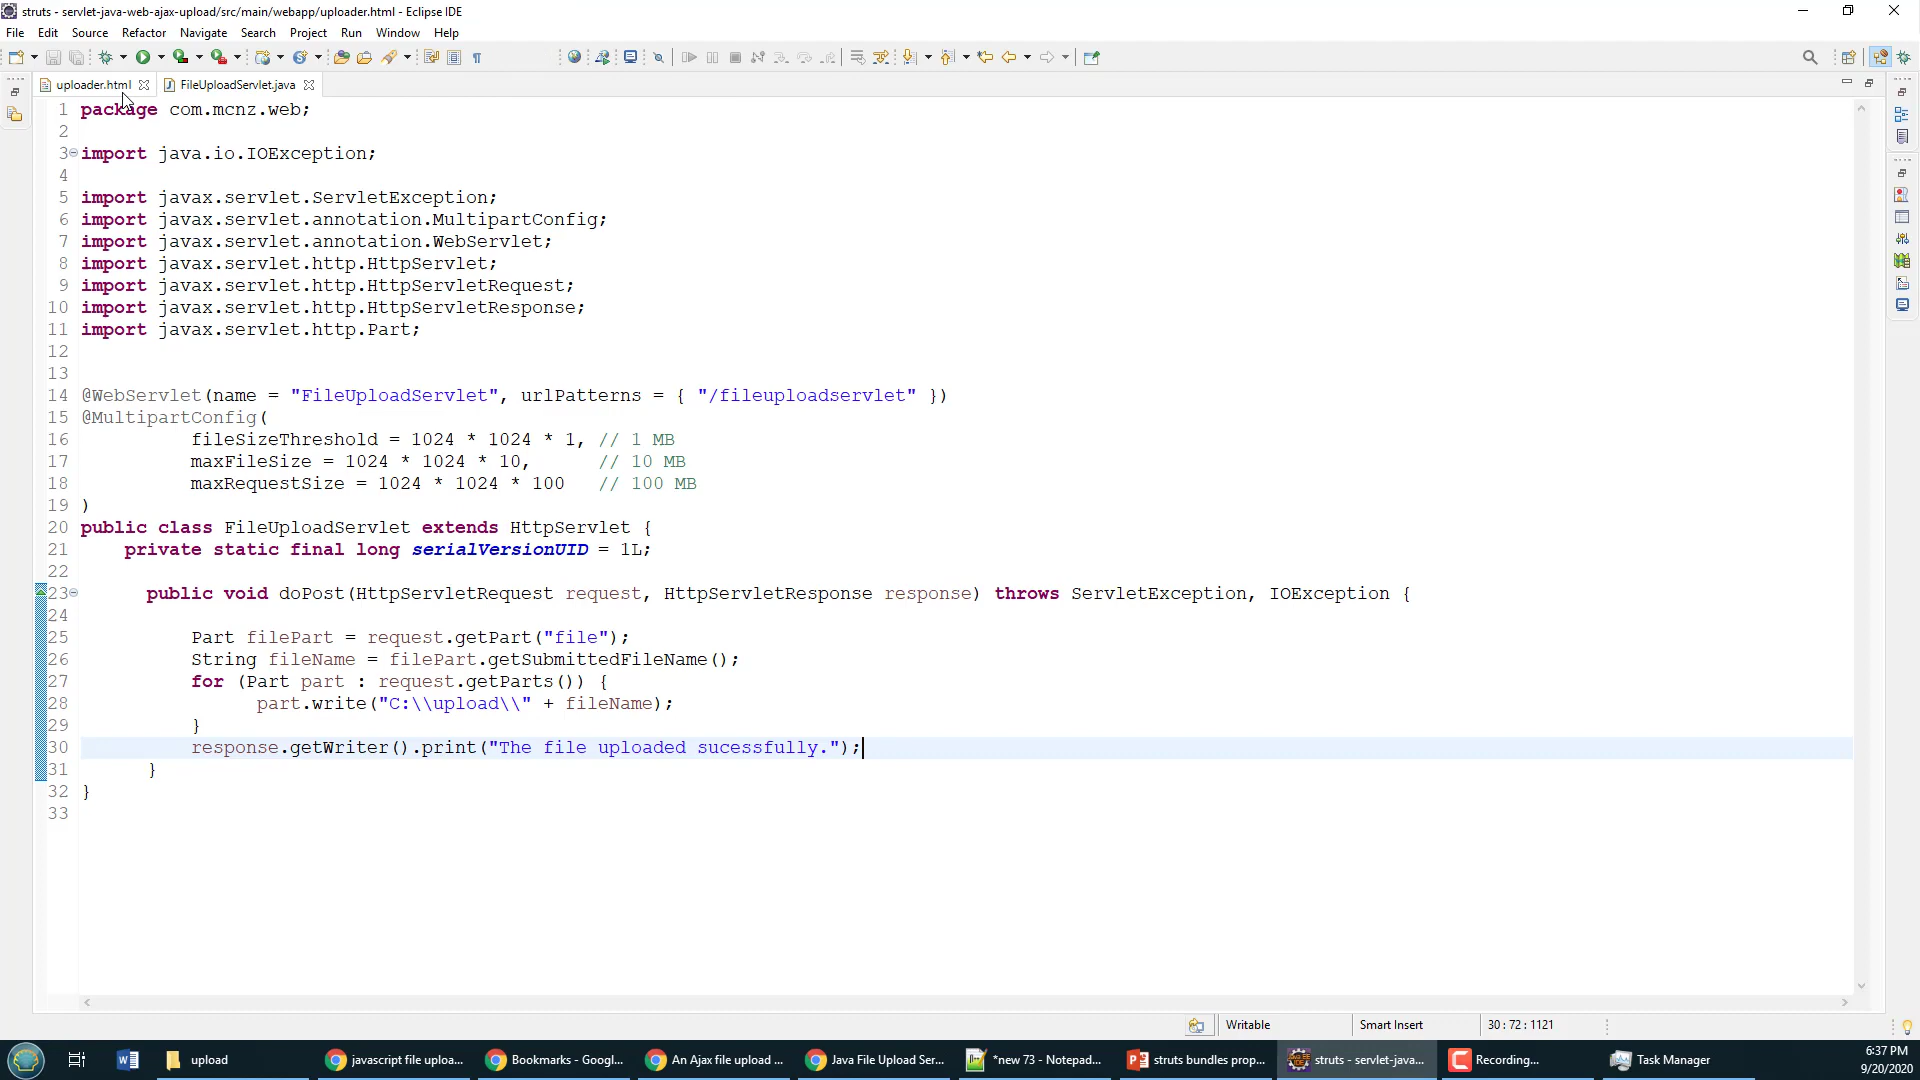 struts - servlet-java-web-ajax-upload/src/main/webapp/uploader.html - Eclipse IDE
File Edit Source Refactor Navigate Search Project Run Window Help
uploader.html FileUploadServlet.java
1 package com.mcnz.web;
2
3 import java.io.IOException;
4
5 import javax.servlet.ServletException;
6 import javax.servlet.annotation.MultipartConfig;
7 import javax.servlet.annotation.WebServlet;
8 import javax.servlet.http.HttpServlet;
9 import javax.servlet.http.HttpServletRequest;
10 import javax.servlet.http.HttpServletResponse;
11 import javax.servlet.http.Part;
12
13
14 @WebServlet(name = "FileUploadServlet", urlPatterns = { "/fileuploadservlet" })
15 @MultipartConfig(
16 fileSizeThreshold = 1024 * 1024 * 1, // 1 MB
17 maxFileSize = 1024 * 1024 * 10, // 10 MB
18 maxRequestSize = 1024 * 1024 * 100 // 100 MB
19 )
20 public class FileUploadServlet extends HttpServlet {
21 private static final long serialVersionUID = 1L;
22
23 public void doPost(HttpServletRequest request, HttpServletResponse response) throws ServletException, IOException {
24
25 Part filePart = request.getPart("file");
26 String fileName = filePart.getSubmittedFileName();
27 for (Part part : request.getParts()) {
28 part.write("C:\\upload\\" + fileName);
29 }
30 response.getWriter().print("The file uploaded sucessfully.");
31 }
32 }
33
Writable Smart Insert 30 : 72 : 1121
upload javascript file uploa... Bookmarks - Googl... An Ajax file upload ... Java File Upload Ser... *new 73 - Notepad... struts bundles prop... struts - servlet-java... Recording... Task Manager
6:37 PM
9/20/2020